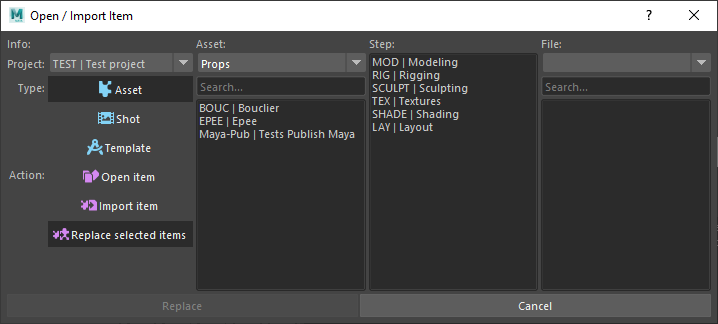 Open / Import Item
Info:
Project: TEST | Test project
Type: Asset
Shot
Template
Action: Open item
Import item
Replace selected items
Asset:
Props
Search...
BOUC | Bouclier
EPEE | Epee
Maya-Pub | Tests Publish Maya
Step:
MOD | Modeling
RIG | Rigging
SCULPT | Sculpting
TEX | Textures
SHADE | Shading
LAY | Layout
File:
Search...
Replace
Cancel